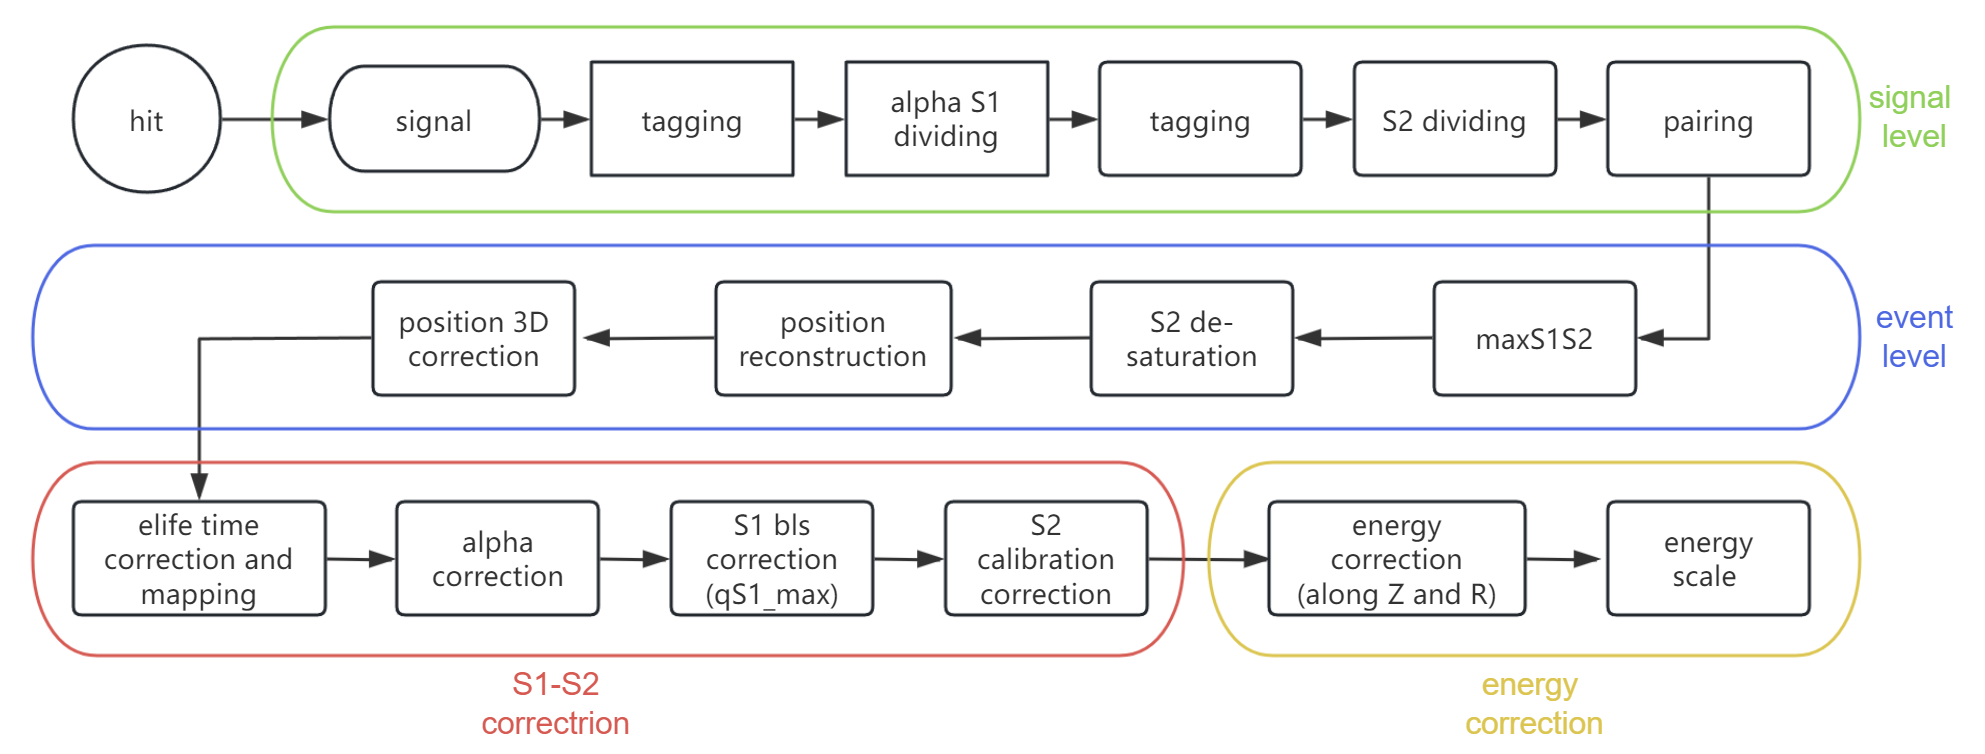 hit
signal
tagging
alpha S1
dividing
tagging
S2 dividing
pairing
signal
level
position 3D
correction
position
reconstruction
S2 de-
saturation
maxS1S2
event
level
elife time
correction and
mapping
alpha
correction
S1 bls
correction
(qS1_max)
S2
calibration
correction
energy
correction
(along Z and R)
energy
scale
S1-S2
correctrion
energy
correction